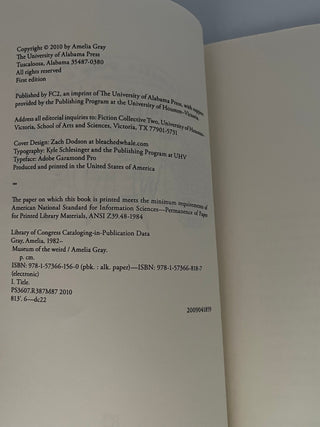 Copyright © 2010 by Amelia Gray
The University of Alabama Press
Tuscaloosa, Alabama 35487-0380
All rights reserved
First edition
Published by FC2, an imprint of The University of Alabama Press, with support
provided by the Publishing Program at the University of Houston-Victoria
Address all editorial inquiries to: Fiction Collective Two, University of Houston-
Victoria, School of Arts and Sciences, Victoria, TX 77901-5731
Cover Design: Zach Dodson at bleachedwhale.com
Typography: Kyle Schlesinger and the Publishing Program at UHV
Typeface: Adobe Garamond Pro
Produced and printed in the United States of America
∞
The paper on which this book is printed meets the minimum requirements of
American National Standard for Information Sciences—Permanence of Paper
for Printed Library Materials, ANSI Z39.48-1984
Library of Congress Cataloging-in-Publication Data
Gray, Amelia, 1982–
Museum of the weird / Amelia Gray.
p. cm.
ISBN: 978-1-57366-156-0 (pbk. : alk. paper)—ISBN: 978-1-57366-818-7
(electronic)
I. Title.
PS3607.R387M87 2010
813'. 6—dc22
2009041859